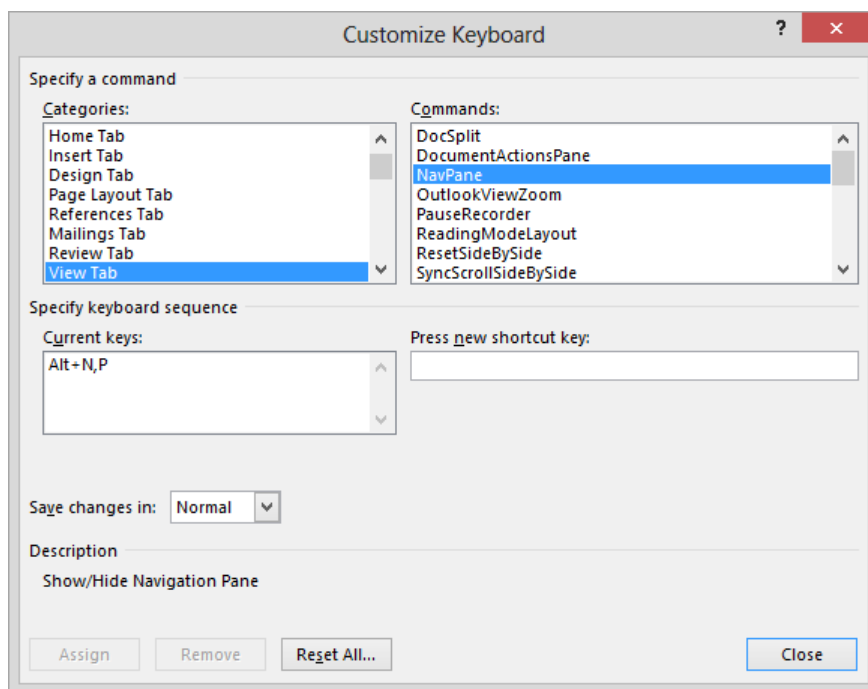 Customize Keyboard
?
Specify a command
Categories:
Home Tab
Insert Tab
Design Tab
Page Layout Tab
References Tab
Mailings Tab
Review Tab
View Tab
Commands:
DocSplit
DocumentActionsPane
NavPane
OutlookViewZoom
PauseRecorder
ReadingModeLayout
ResetSideBySide
SyncScrollSideBySide
Specify keyboard sequence
Current keys:
Alt+N,P
Press new shortcut key:
Save changes in: Normal
Description
Show/Hide Navigation Pane
Assign Remove Reset All... Close